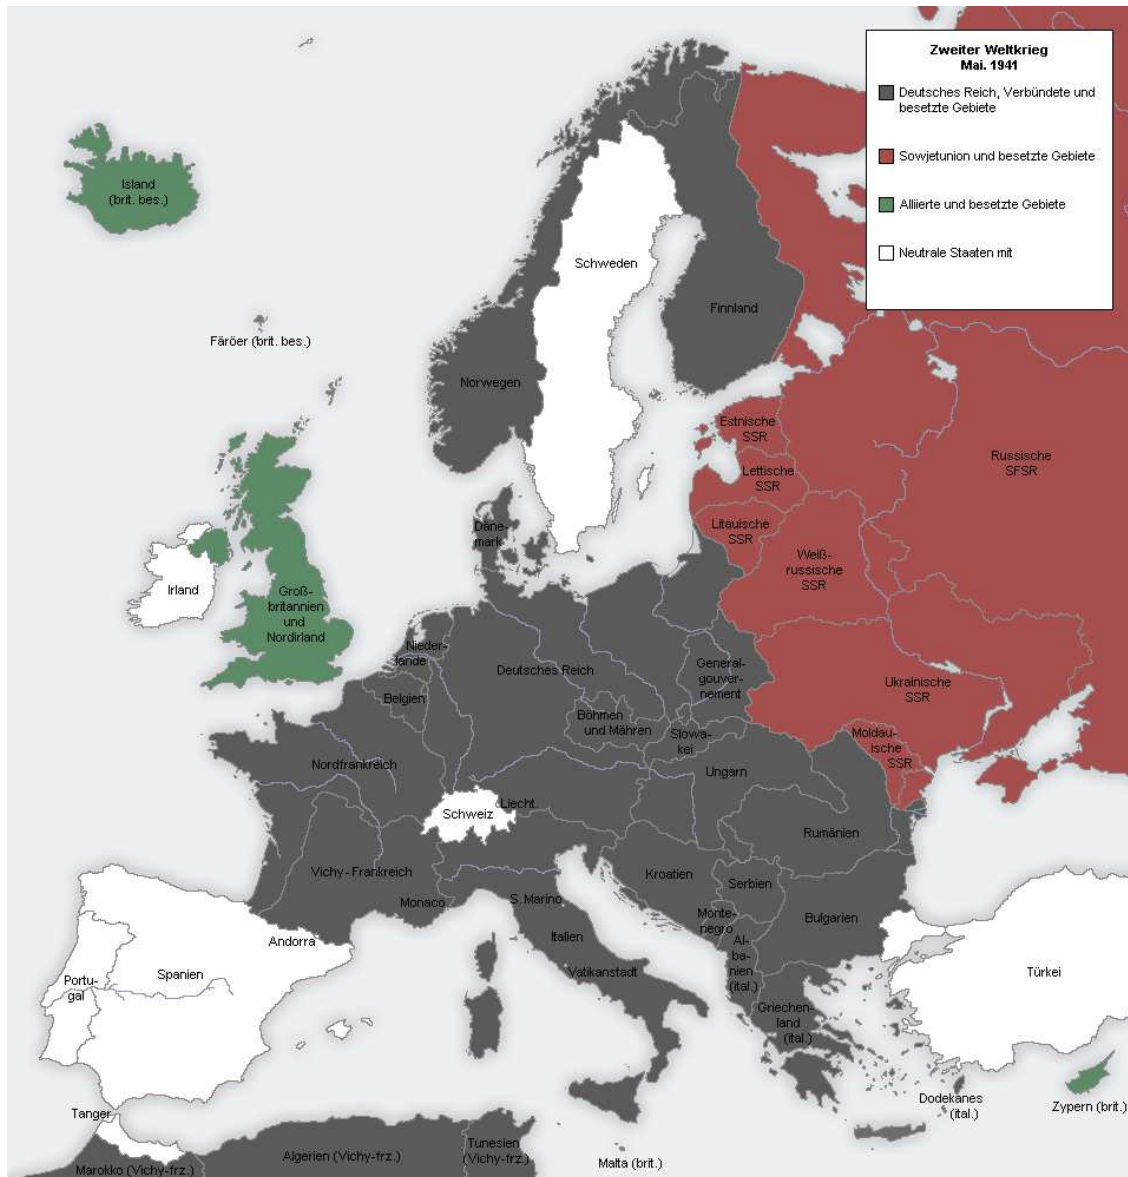 Zweiter Weltkrieg
Mai. 1941
Deutsches Reich, Verbündete und
besetzte Gebiete
Sowjetunion und besetzte Gebiete
Alliierte und besetzte Gebiete
Neutrale Staaten mit
Island
(brit. bes.)
Schweden
Finnland
Färöer (brit. bes.)
Norwegen
Estnische
SSR
Russische
SFSR
Lettische
SSR
Däne-
mark
Litauische
SSR
Weiß-
russische
SSR
Irland
Groß-
britannien
und
Nordirland
Nieder-
lande
Deutsches Reich
General-
gouver-
nement
Ukrainische
SSR
Belgien
Böhmen
und Mähren
Slowa-
kei
Moldau-
ische
SSR
Nordfrankreich
Ungarn
Liecht.
Schweiz
Rumänien
Vichy-Frankreich
Kroatien
Serbien
Monaco
S. Marino
Monte-
negro
Bulgarien
Andorra
Italien
Al-
ba-
nien
(ital.)
Portu-
gal
Spanien
Vatikanstadt
Türkei
Griechen-
land
(ital.)
Dodekanes
(ital.)
Zypern (brit.)
Tanger
Marokko (Vichy-frz.)
Algerien (Vichy-frz.)
Tunesien
(Vichy-frz.)
Malta (brit.)